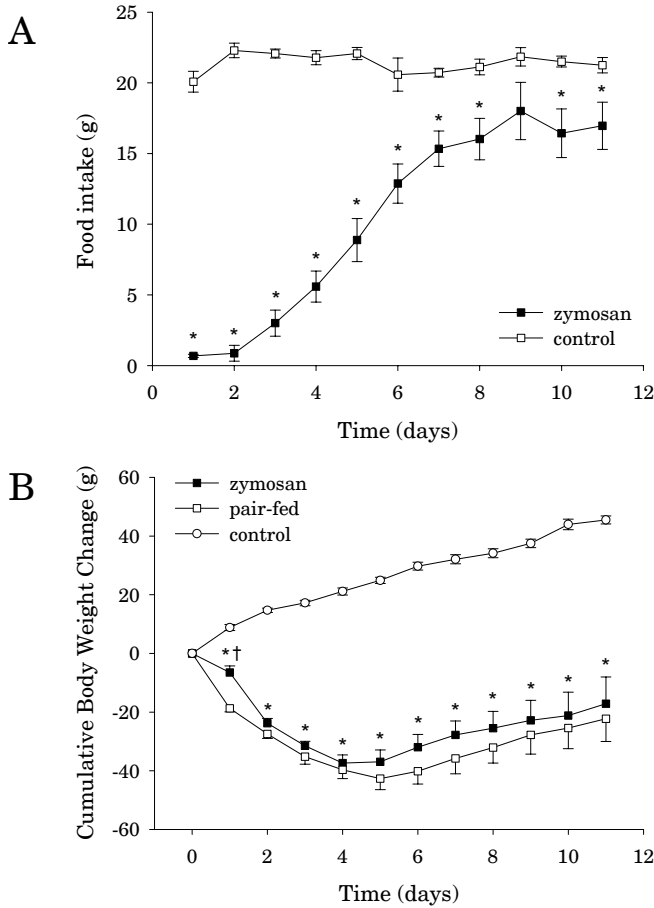 A
Food intake (g)
25
20
15
10
5
0
* * * * * * * * * *
zymosan
control
0 2 4 6 8 10 12
Time (days)
B
Cumulative Body Weight Change (g)
60
40
20
0
-20
-40
-60
zymosan
pair-fed
control
*†
* * * * * * * * * *
0 2 4 6 8 10 12
Time (days)